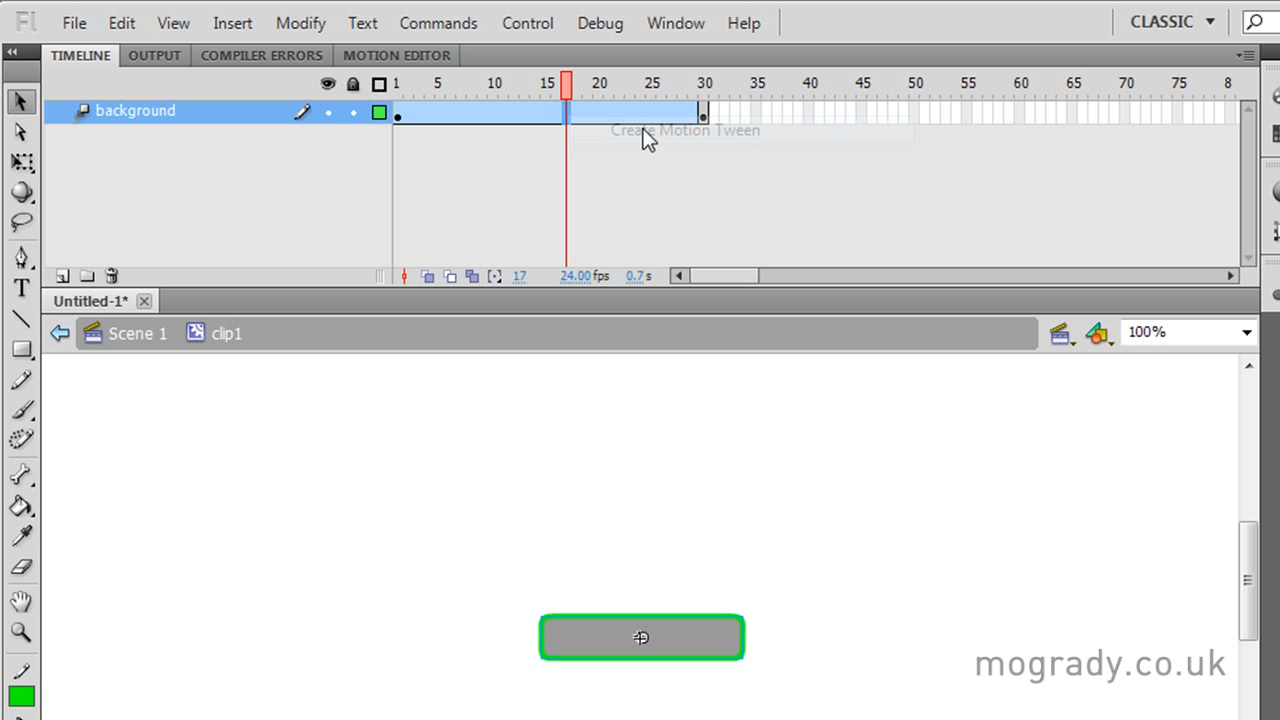 Fl File Edit View Insert Modify Text Commands Control Debug Window Help CLASSIC
TIMELINE OUTPUT COMPILER ERRORS MOTION EDITOR
1 5 10 15 20 25 30 35 40 45 50 55 60 65 70 75 8
background
Create Motion Tween
17 24.00 fps 0.7 s
Untitled-1*
Scene 1 clip1 100%
mogrady.co.uk